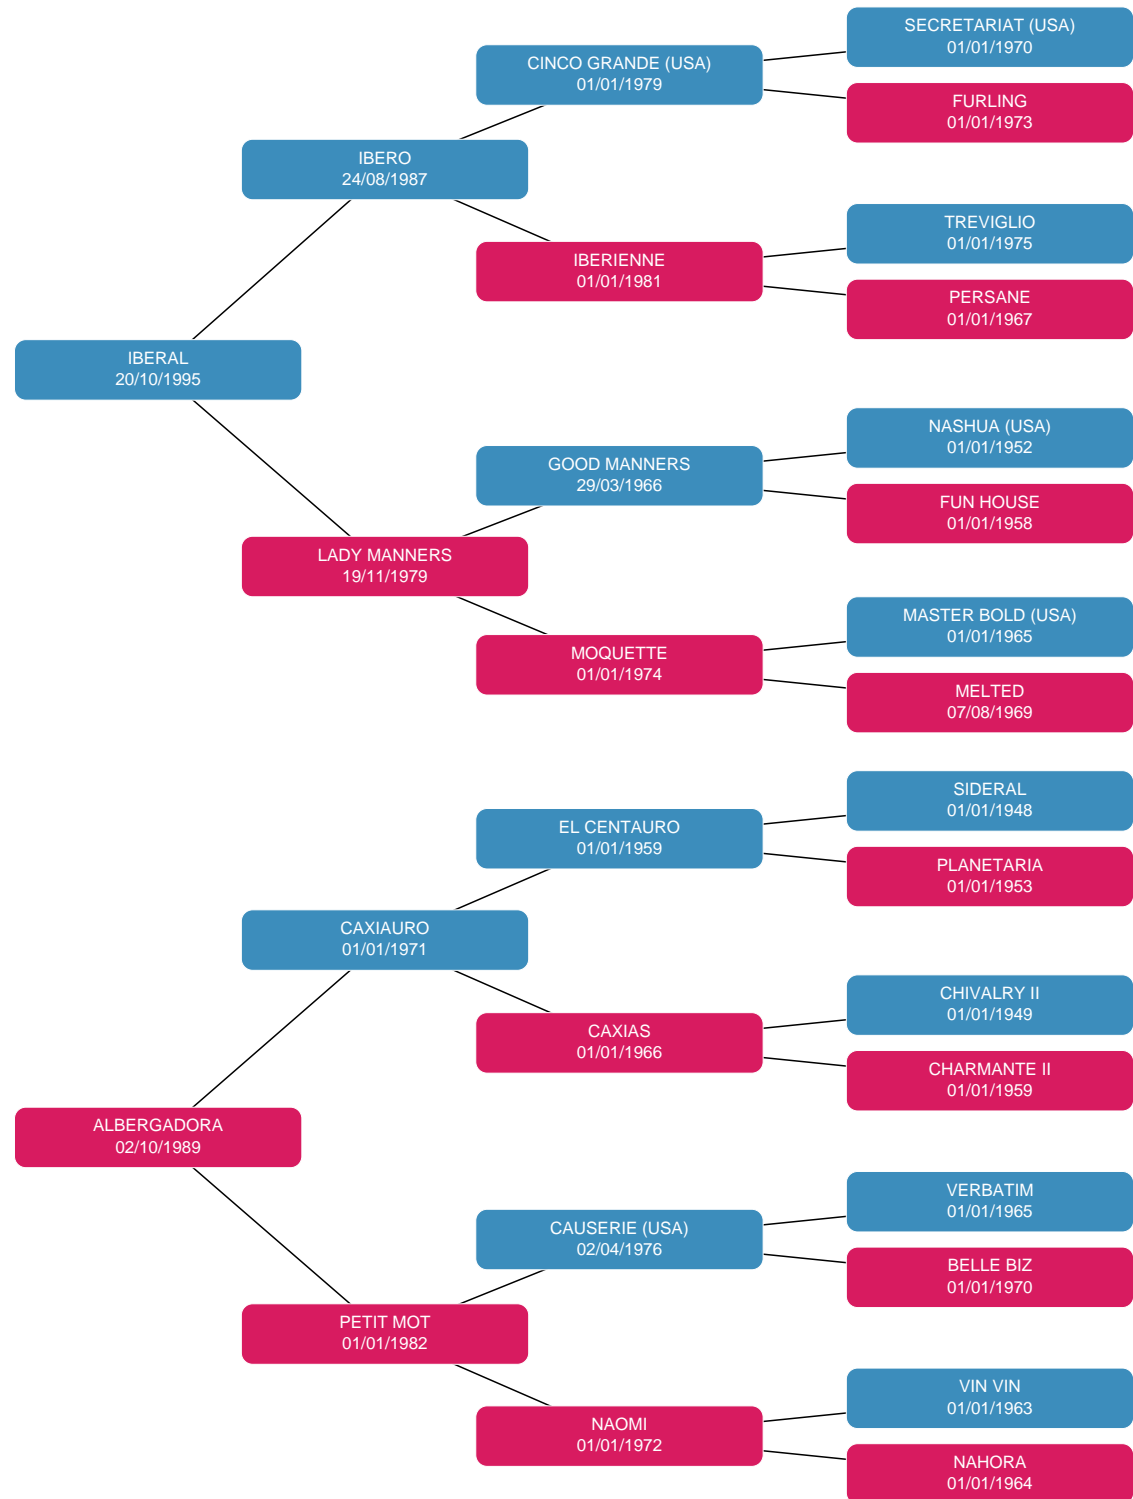 SECRETARIAT (USA)
01/01/1970
CINCO GRANDE (USA)
01/01/1979
FURLING
01/01/1973
IBERO
24/08/1987
TREVIGLIO
01/01/1975
IBERIENNE
01/01/1981
PERSANE
01/01/1967
IBERAL
20/10/1995
NASHUA (USA)
01/01/1952
GOOD MANNERS
29/03/1966
FUN HOUSE
01/01/1958
LADY MANNERS
19/11/1979
MASTER BOLD (USA)
01/01/1965
MOQUETTE
01/01/1974
MELTED
07/08/1969
SIDERAL
01/01/1948
EL CENTAURO
01/01/1959
PLANETARIA
01/01/1953
CAXIAURO
01/01/1971
CHIVALRY II
01/01/1949
CAXIAS
01/01/1966
CHARMANTE II
01/01/1959
ALBERGADORA
02/10/1989
VERBATIM
01/01/1965
CAUSERIE (USA)
02/04/1976
BELLE BIZ
01/01/1970
PETIT MOT
01/01/1982
VIN VIN
01/01/1963
NAOMI
01/01/1972
NAHORA
01/01/1964